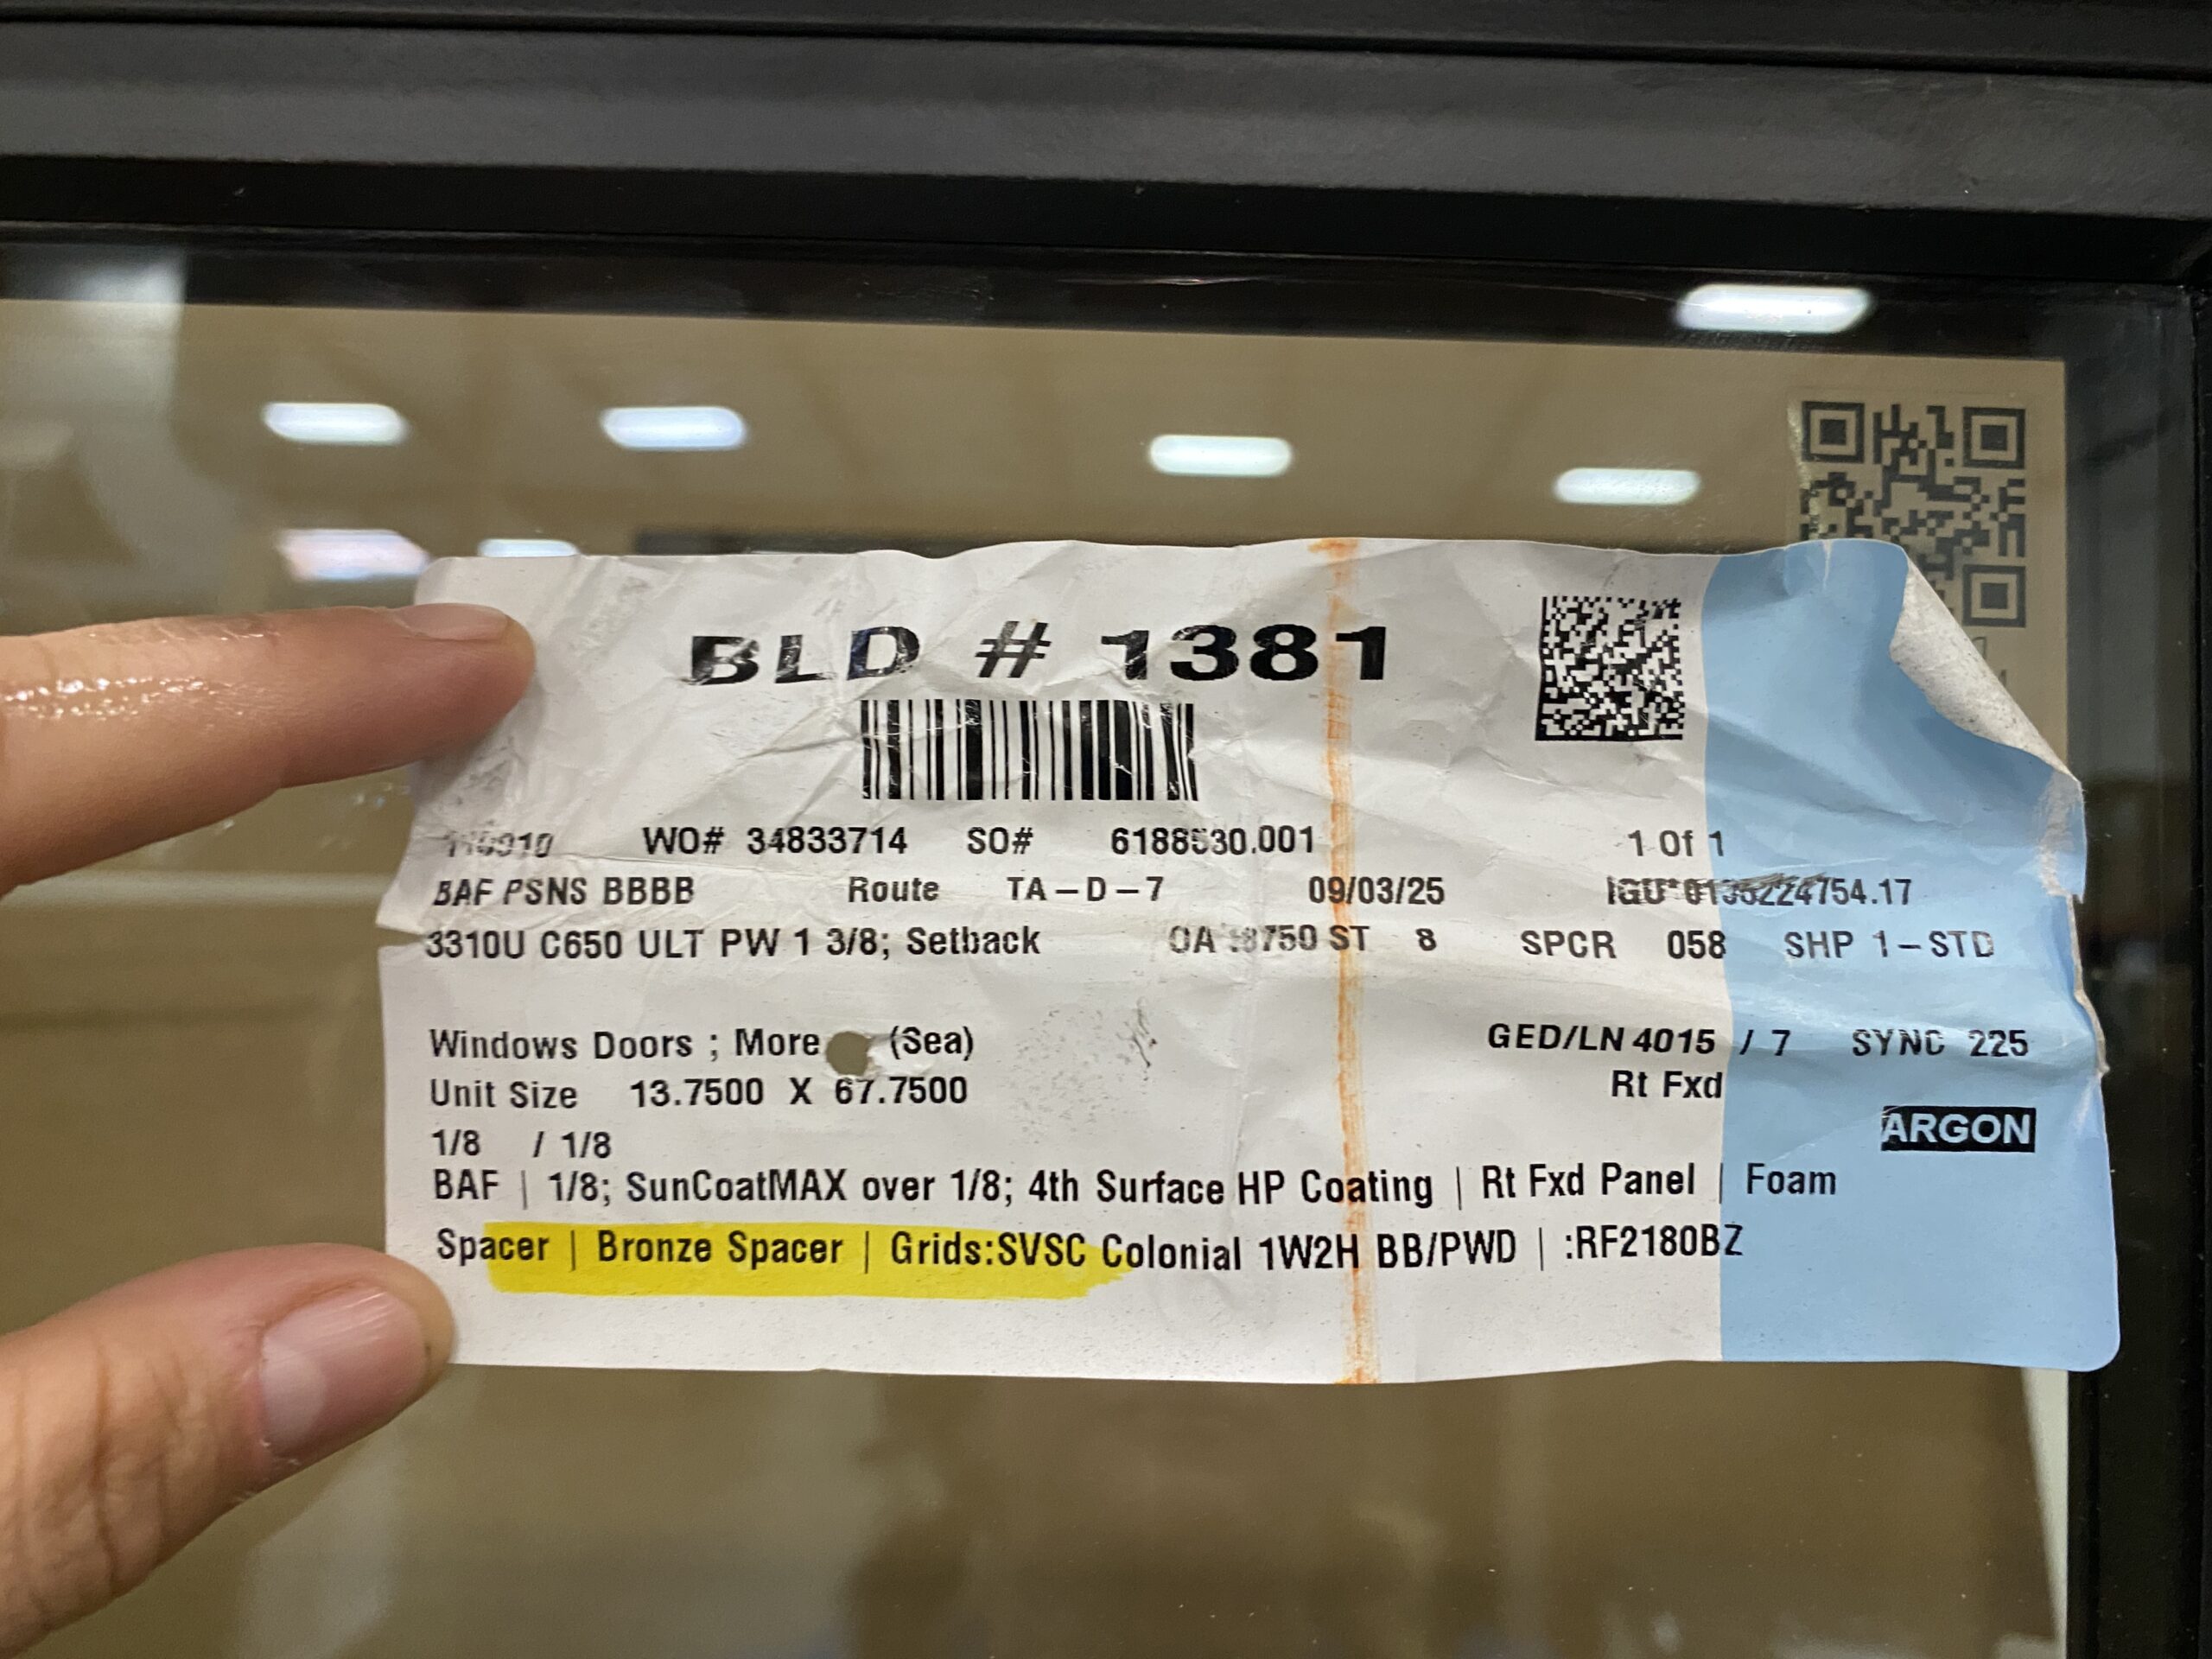 BLD # 1381
WO# 34833714 SO# 1 Of 1
BAF PSNS BBBB Route TA-D-7 09/03/25
3310U C650 ULT PW 1 3/8; Setback ST 8 SPCR 058 SHP 1-STD
Windows Doors ; More (Sea) GED/LN 4015 / 7 SYNC 225
Unit Size 13.7500 X 67.7500 Rt Fxd
1/8 / 1/8 ARGON
BAF | 1/8; SunCoatMAX over 1/8; 4th Surface HP Coating | Rt Fxd Panel | Foam
Spacer | Bronze Spacer | Grids:SVSC Colonial 1W2H BB/PWD | :RF2180BZ